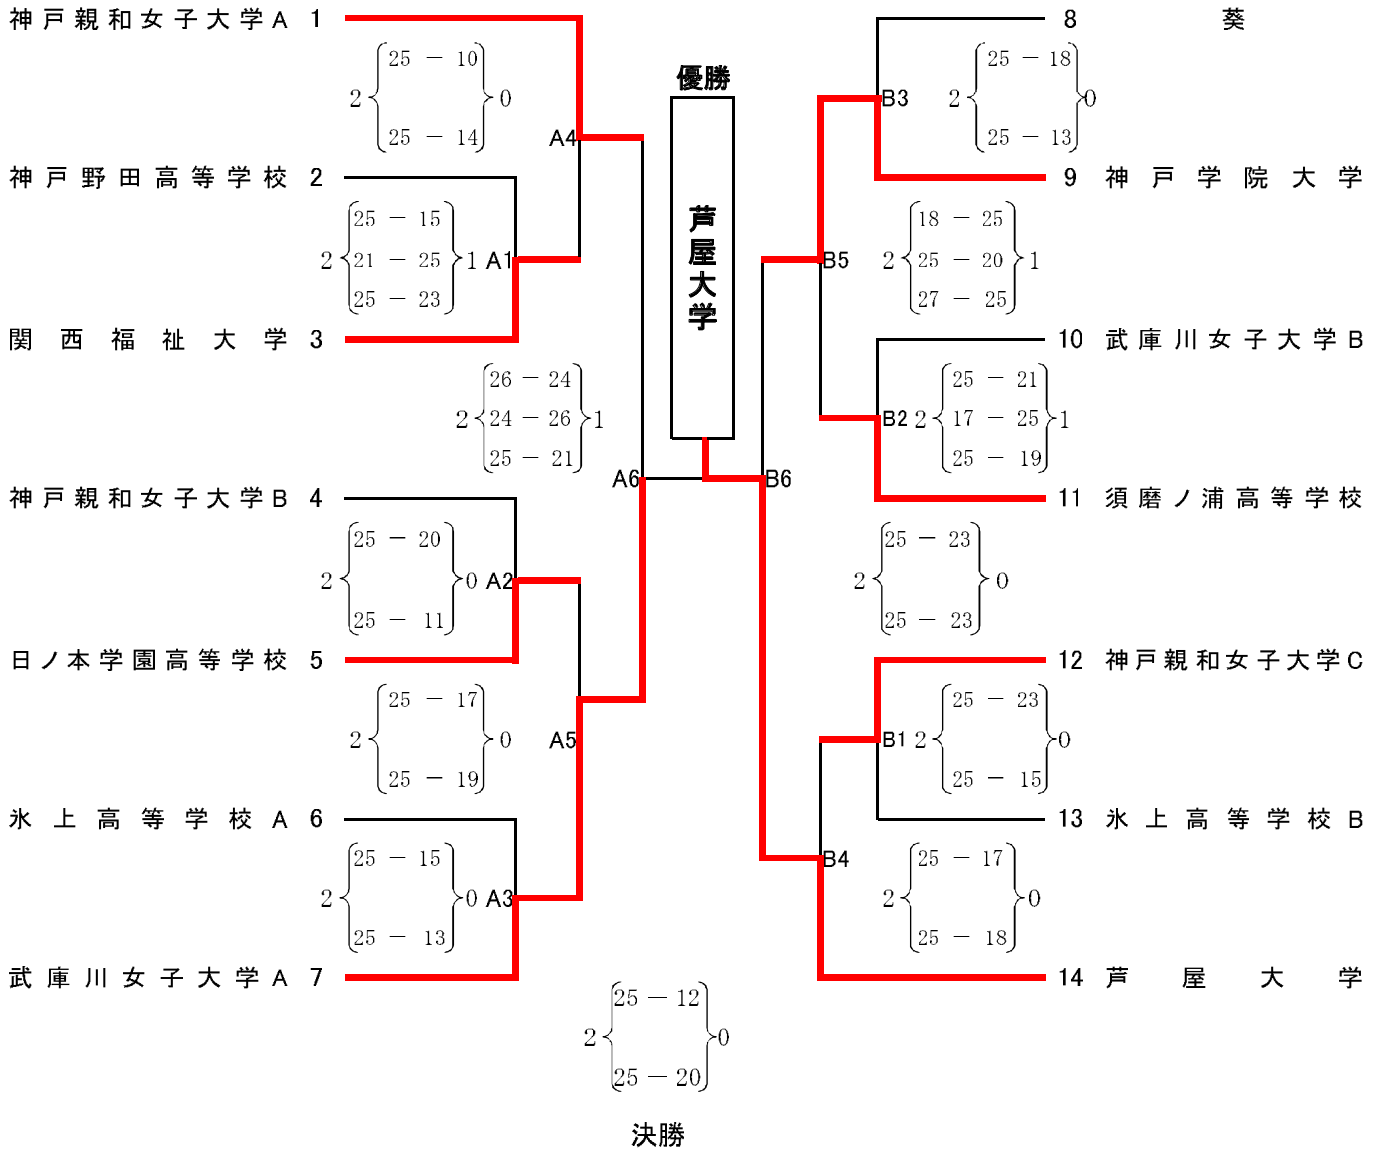 神戸親和女子大学A 1
25 － 10
2 0
25 － 14
A4
神戸野田高等学校 2
25 － 15
2 21 － 25 1
25 － 23
A1
関西福祉大学 3
26 － 24
2 24 － 26 1
25 － 21
A6
神戸親和女子大学B 4
25 － 20
2 0
25 － 11
A2
日ノ本学園高等学校 5
25 － 17
2 0
25 － 19
A5
氷上高等学校A 6
25 － 15
2 0
25 － 13
A3
武庫川女子大学A 7
優勝
芦屋大学
8 葵
25 － 18
2 0
25 － 13
B3
9 神戸学院大学
18 － 25
2 25 － 20 1
27 － 25
B5
10 武庫川女子大学B
25 － 21
2 17 － 25 1
25 － 19
B2
11 須磨ノ浦高等学校
25 － 23
2 0
25 － 23
B6
12 神戸親和女子大学C
25 － 23
2 0
25 － 15
B1
13 氷上高等学校B
25 － 17
2 0
25 － 18
B4
14 芦屋大学
25 － 12
2 0
25 － 20
決勝